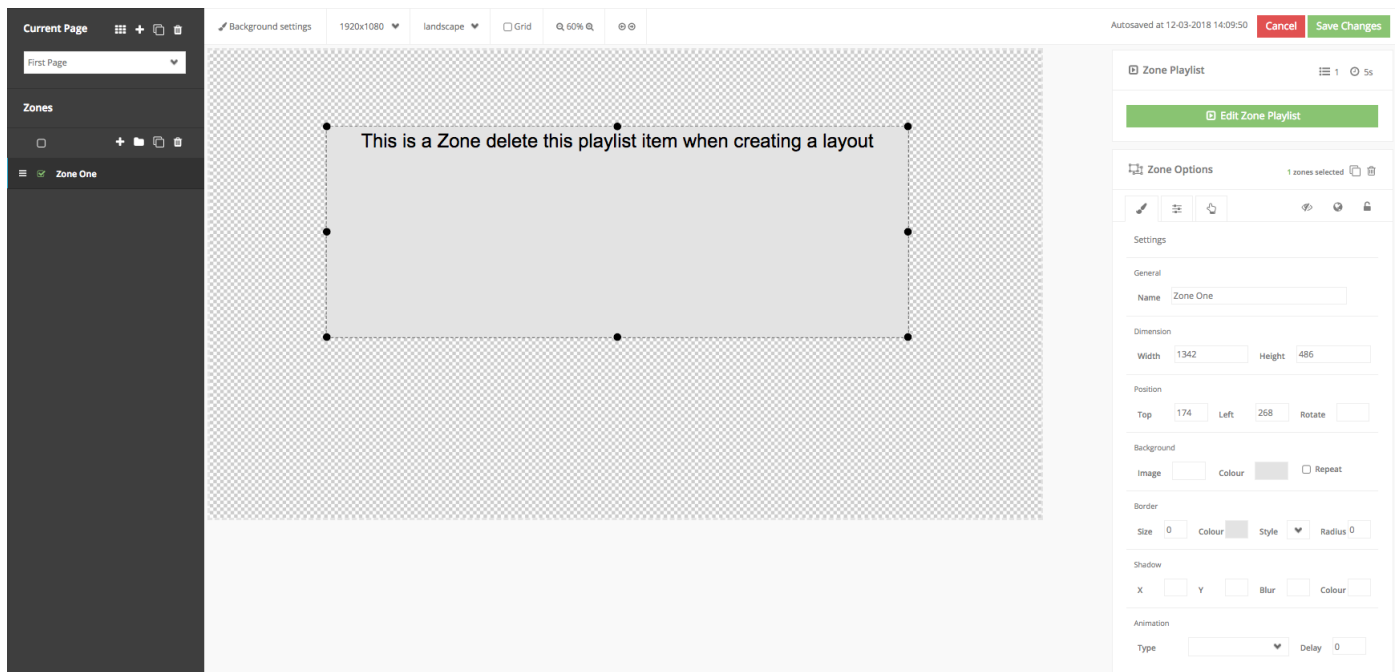 Current Page
First Page
Zones
Zone One
Background settings 1920x1080 landscape Grid 60%
Autosaved at 12-03-2018 14:09:50 Cancel Save Changes
This is a Zone delete this playlist item when creating a layout
Zone Playlist 1 5s
Edit Zone Playlist
Zone Options 1 zones selected
Settings
General
Name Zone One
Dimension
Width 1342 Height 486
Position
Top 174 Left 268 Rotate
Background
Image Colour Repeat
Border
Size 0 Colour Style Radius 0
Shadow
X Y Blur Colour
Animation
Type Delay 0